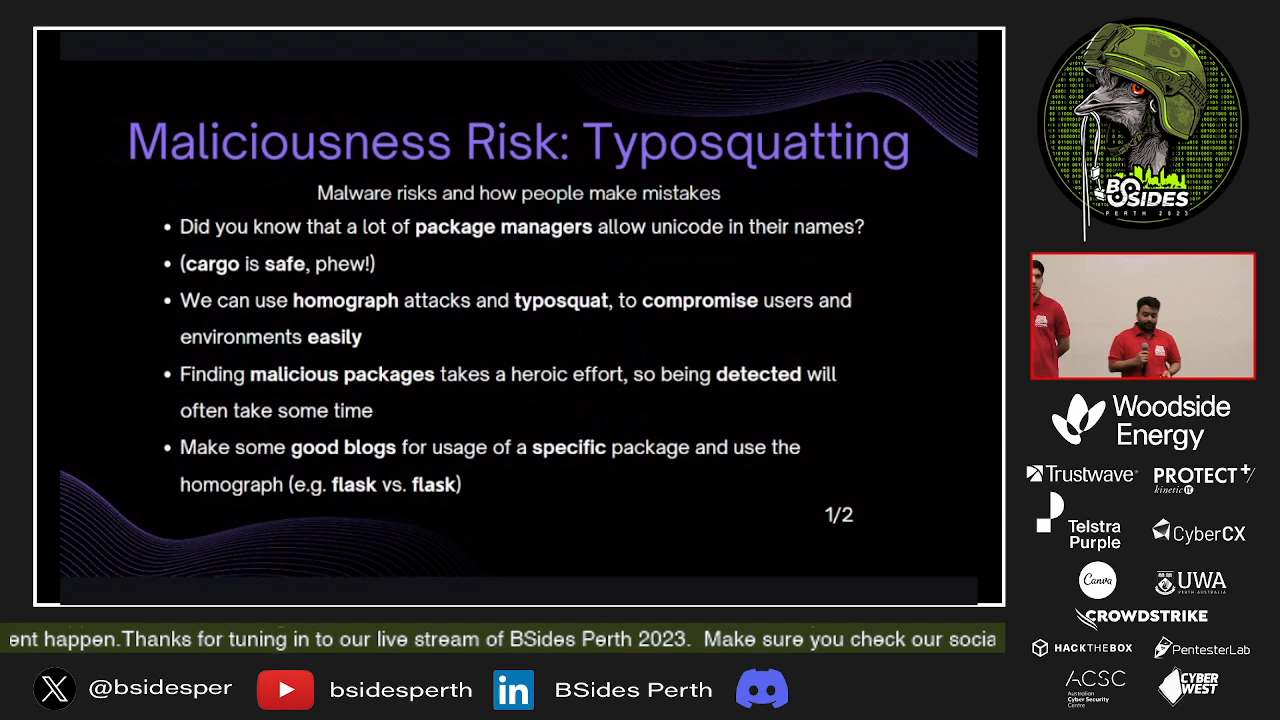 Maliciousness Risk: Typosquatting
Malware risks and how people make mistakes
• Did you know that a lot of package managers allow unicode in their names?
• (cargo is safe, phew!)
• We can use homograph attacks and typosquat, to compromise users and
environments easily
• Finding malicious packages takes a heroic effort, so being detected will
often take some time
• Make some good blogs for usage of a specific package and use the
homograph (e.g. flask vs. flask)
1/2
BSIDES
PERTH 2023
Woodside
Energy
Trustwave
PROTECT+/
kinetic IT
Telstra
Purple
CyberCX
Canva
UWA
PERTH·AUSTRALIA
CROWDSTRIKE
HACKTHEBOX
PentesterLab
ACSC
Australian
Cyber Security
Centre
CYBER
WEST
ent happen.Thanks for tuning in to our live stream of BSides Perth 2023. Make sure you check our socia
@bsidesper
bsidesperth
in
BSides Perth